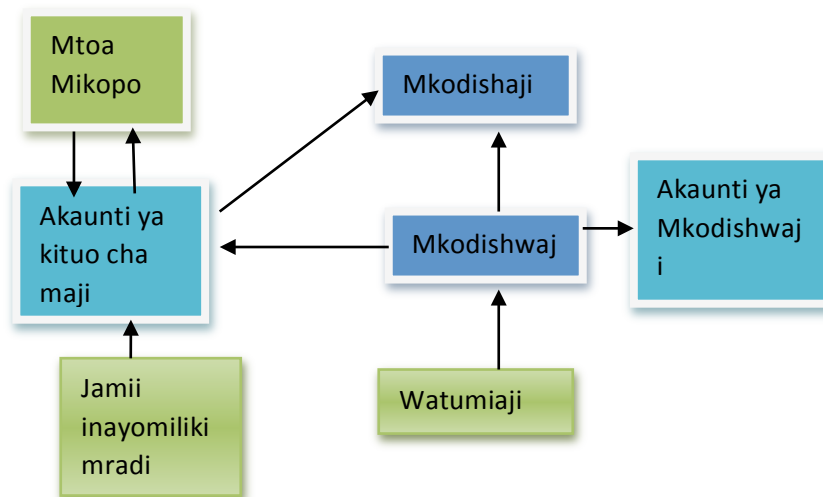 Mtoa
Mikopo
Mkodishaji
Akaunti ya
kituo cha
maji
Mkodishwaj
Akaunti ya
Mkodishwaj
i
Jamii
inayomiliki
mradi
Watumiaji